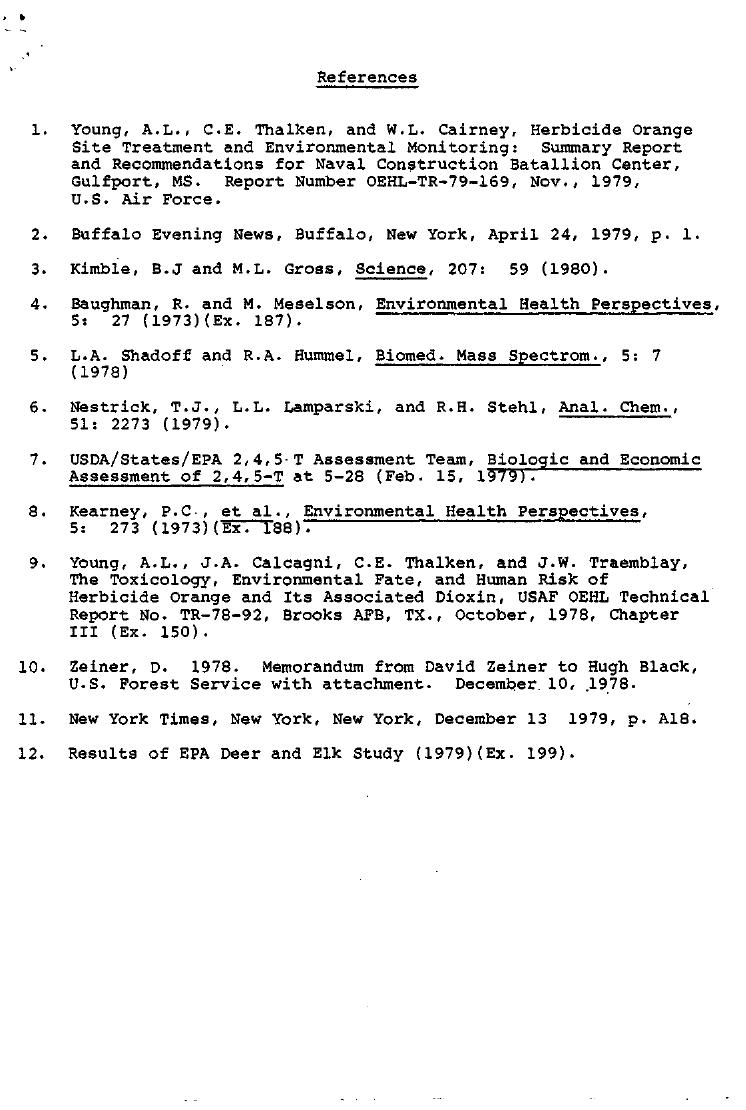 References
1. Young, A.L., C.E. Thalken, and W.L. Cairney, Herbicide Orange
Site Treatment and Environmental Monitoring: Summary Report
and Recommendations for Naval Construction Batallion Center,
Gulfport, MS. Report Number OEHL-TR-79-169, Nov., 1979,
U.S. Air Force.
2. Buffalo Evening News, Buffalo, New York, April 24, 1979, p. 1.
3. Kimble, B.J and M.L. Gross, Science, 207: 59 (1980).
4. Baughman, R. and M. Meselson, Environmental Health Perspectives,
5: 27 (1973)(Ex. 187).
5. L.A. Shadoff and R.A. Hummel, Biomed. Mass Spectrom., 5: 7
(1978)
6. Nestrick, T.J., L.L. Lamparski, and R.H. Stehl, Anal. Chem.,
51: 2273 (1979).
7. USDA/States/EPA 2,4,5-T Assessment Team, Biologic and Economic
Assessment of 2,4,5-T at 5-28 (Feb. 15, 1979).
8. Kearney, P.C., et al., Environmental Health Perspectives,
5: 273 (1973)(Ex. 188).
9. Young, A.L., J.A. Calcagni, C.E. Thalken, and J.W. Traemblay,
The Toxicology, Environmental Fate, and Human Risk of
Herbicide Orange and Its Associated Dioxin, USAF OEHL Technical
Report No. TR-78-92, Brooks AFB, TX., October, 1978, Chapter
III (Ex. 150).
10. Zeiner, D. 1978. Memorandum from David Zeiner to Hugh Black,
U.S. Forest Service with attachment. December 10, 1978.
11. New York Times, New York, New York, December 13 1979, p. A18.
12. Results of EPA Deer and Elk Study (1979)(Ex. 199).